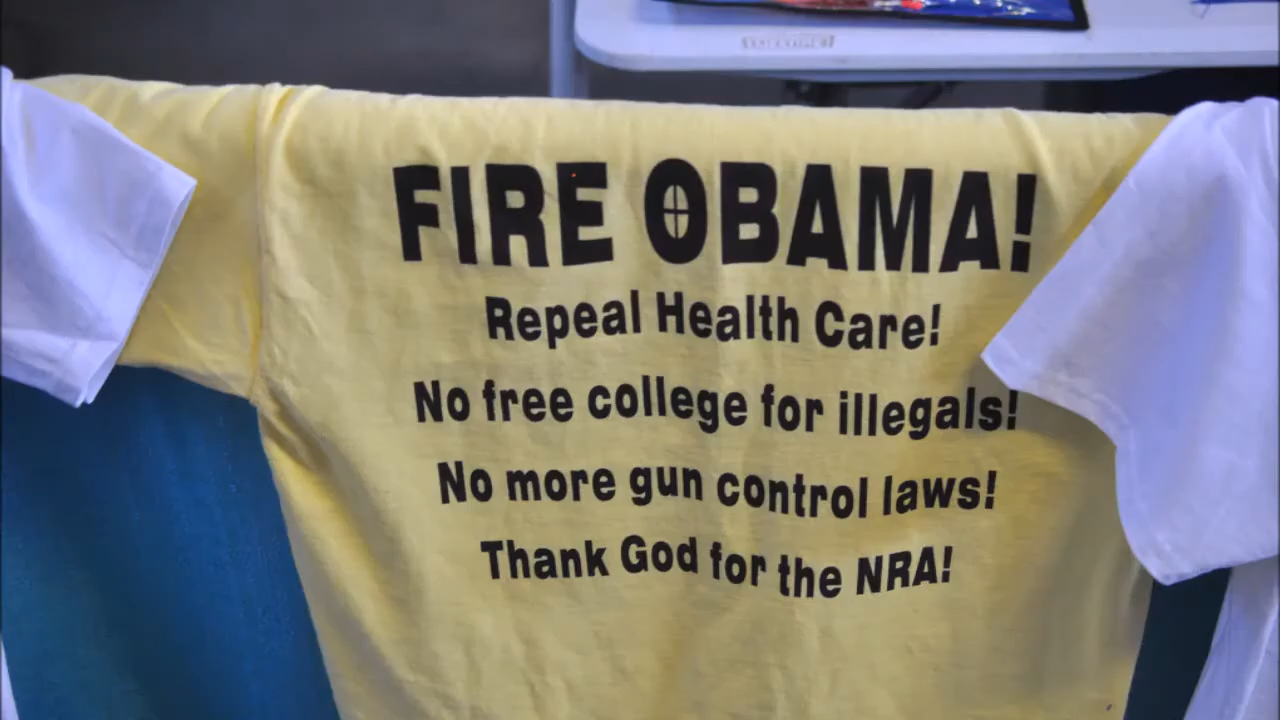 FIRE OBAMA!
Repeal Health Care!
No free college for illegals!
No more gun control laws!
Thank God for the NRA!